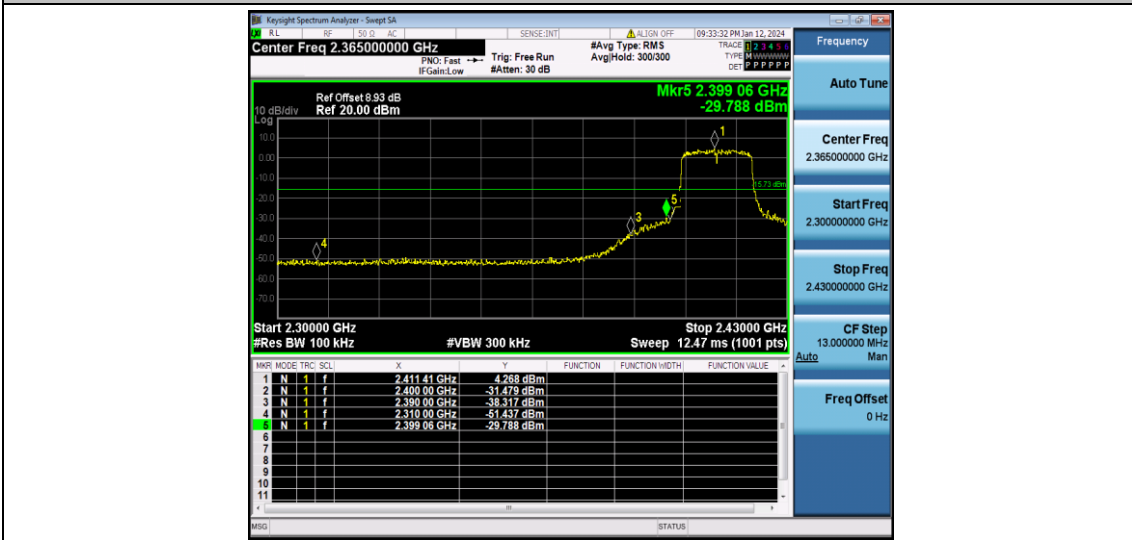 Keysight Spectrum Analyzer - Swept SA
RL RF 50 Ω AC SENSE:INT ALIGN OFF 09:33:32 PM Jan 12, 2024
Center Freq 2.365000000 GHz
PNO: Fast
IFGain:Low
Trig: Free Run
#Atten: 30 dB
#Avg Type: RMS
Avg|Hold: 300/300
TRACE 1 2 3 4 5 6
TYPE M WWWWW
DET P P P P P P
Frequency
Auto Tune
Center Freq
2.365000000 GHz
Start Freq
2.300000000 GHz
Stop Freq
2.430000000 GHz
CF Step
13.000000 MHz
Auto Man
Freq Offset
0 Hz
Mkr5 2.399 06 GHz
-29.788 dBm
Ref Offset 8.93 dB
10 dB/div Ref 20.00 dBm
Log
10.0
0.00
-10.0
-20.0
-30.0
-40.0
-50.0
-60.0
-70.0
1
3
4
5
Start 2.30000 GHz Stop 2.43000 GHz
#Res BW 100 kHz #VBW 300 kHz Sweep 12.47 ms (1001 pts)
MKR MODE TRC SCL X Y FUNCTION FUNCTION WIDTH FUNCTION VALUE
1 N 1 f 2.411 41 GHz 4.268 dBm
2 N 1 f 2.400 00 GHz -31.479 dBm
3 N 1 f 2.390 00 GHz -38.317 dBm
4 N 1 f 2.310 00 GHz -51.437 dBm
5 N 1 f 2.399 06 GHz -29.788 dBm
6
7
8
9
10
11
MSG STATUS